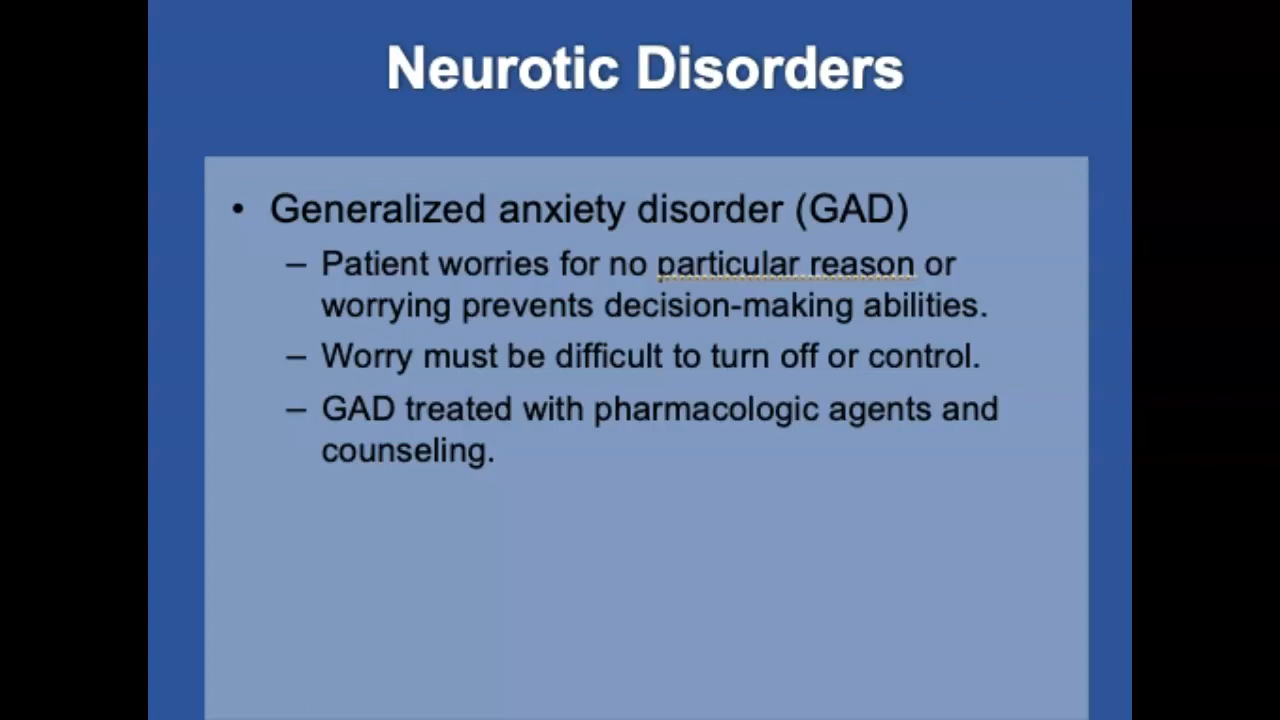 Neurotic Disorders
• Generalized anxiety disorder (GAD)
– Patient worries for no particular reason or
worrying prevents decision-making abilities.
– Worry must be difficult to turn off or control.
– GAD treated with pharmacologic agents and
counseling.